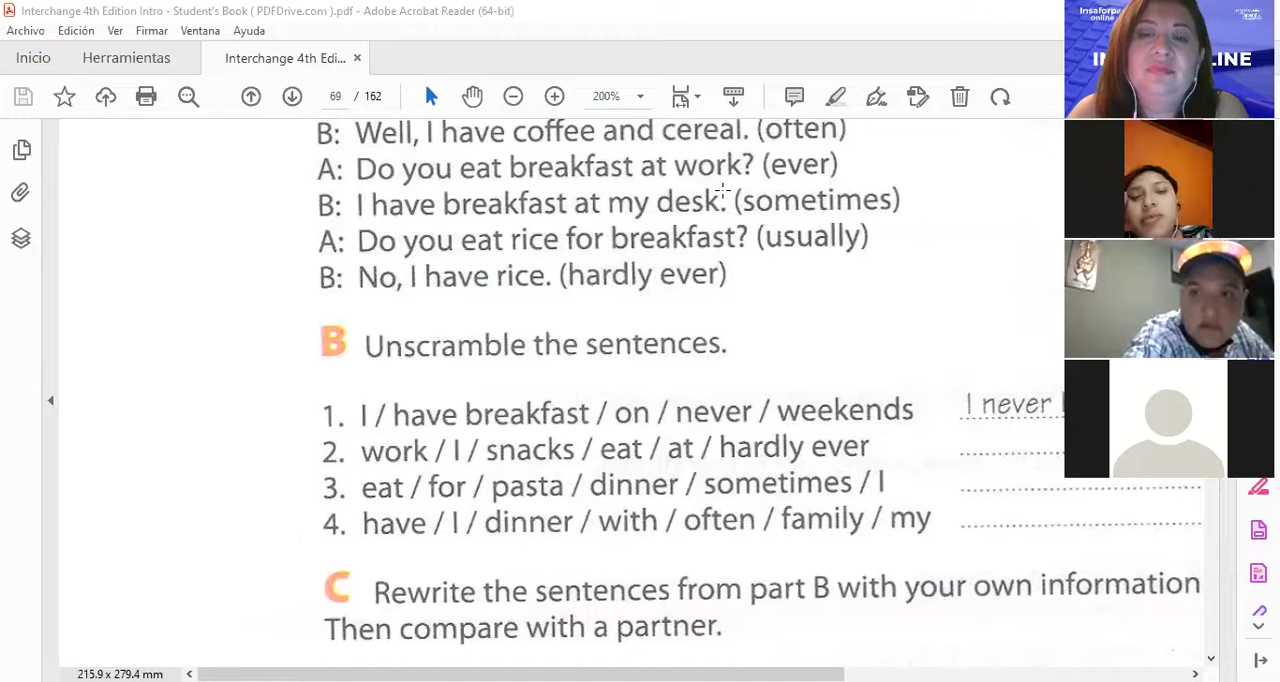 Interchange 4th Edition Intro - Student's Book ( PDFDrive.com ).pdf - Adobe Acrobat Reader (64-bit)
Archivo Edición Ver Firmar Ventana Ayuda
Inicio Herramientas Interchange 4th Edi... ×
69 / 162 200%
B: Well, I have coffee and cereal. (often)
A: Do you eat breakfast at work? (ever)
B: I have breakfast at my desk. (sometimes)
A: Do you eat rice for breakfast? (usually)
B: No, I have rice. (hardly ever)
B Unscramble the sentences.
1. I / have breakfast / on / never / weekends I never
2. work / I / snacks / eat / at / hardly ever
3. eat / for / pasta / dinner / sometimes / I
4. have / I / dinner / with / often / family / my
C Rewrite the sentences from part B with your own information
Then compare with a partner.
215.9 x 279.4 mm
Insaforp
online
IN LINE